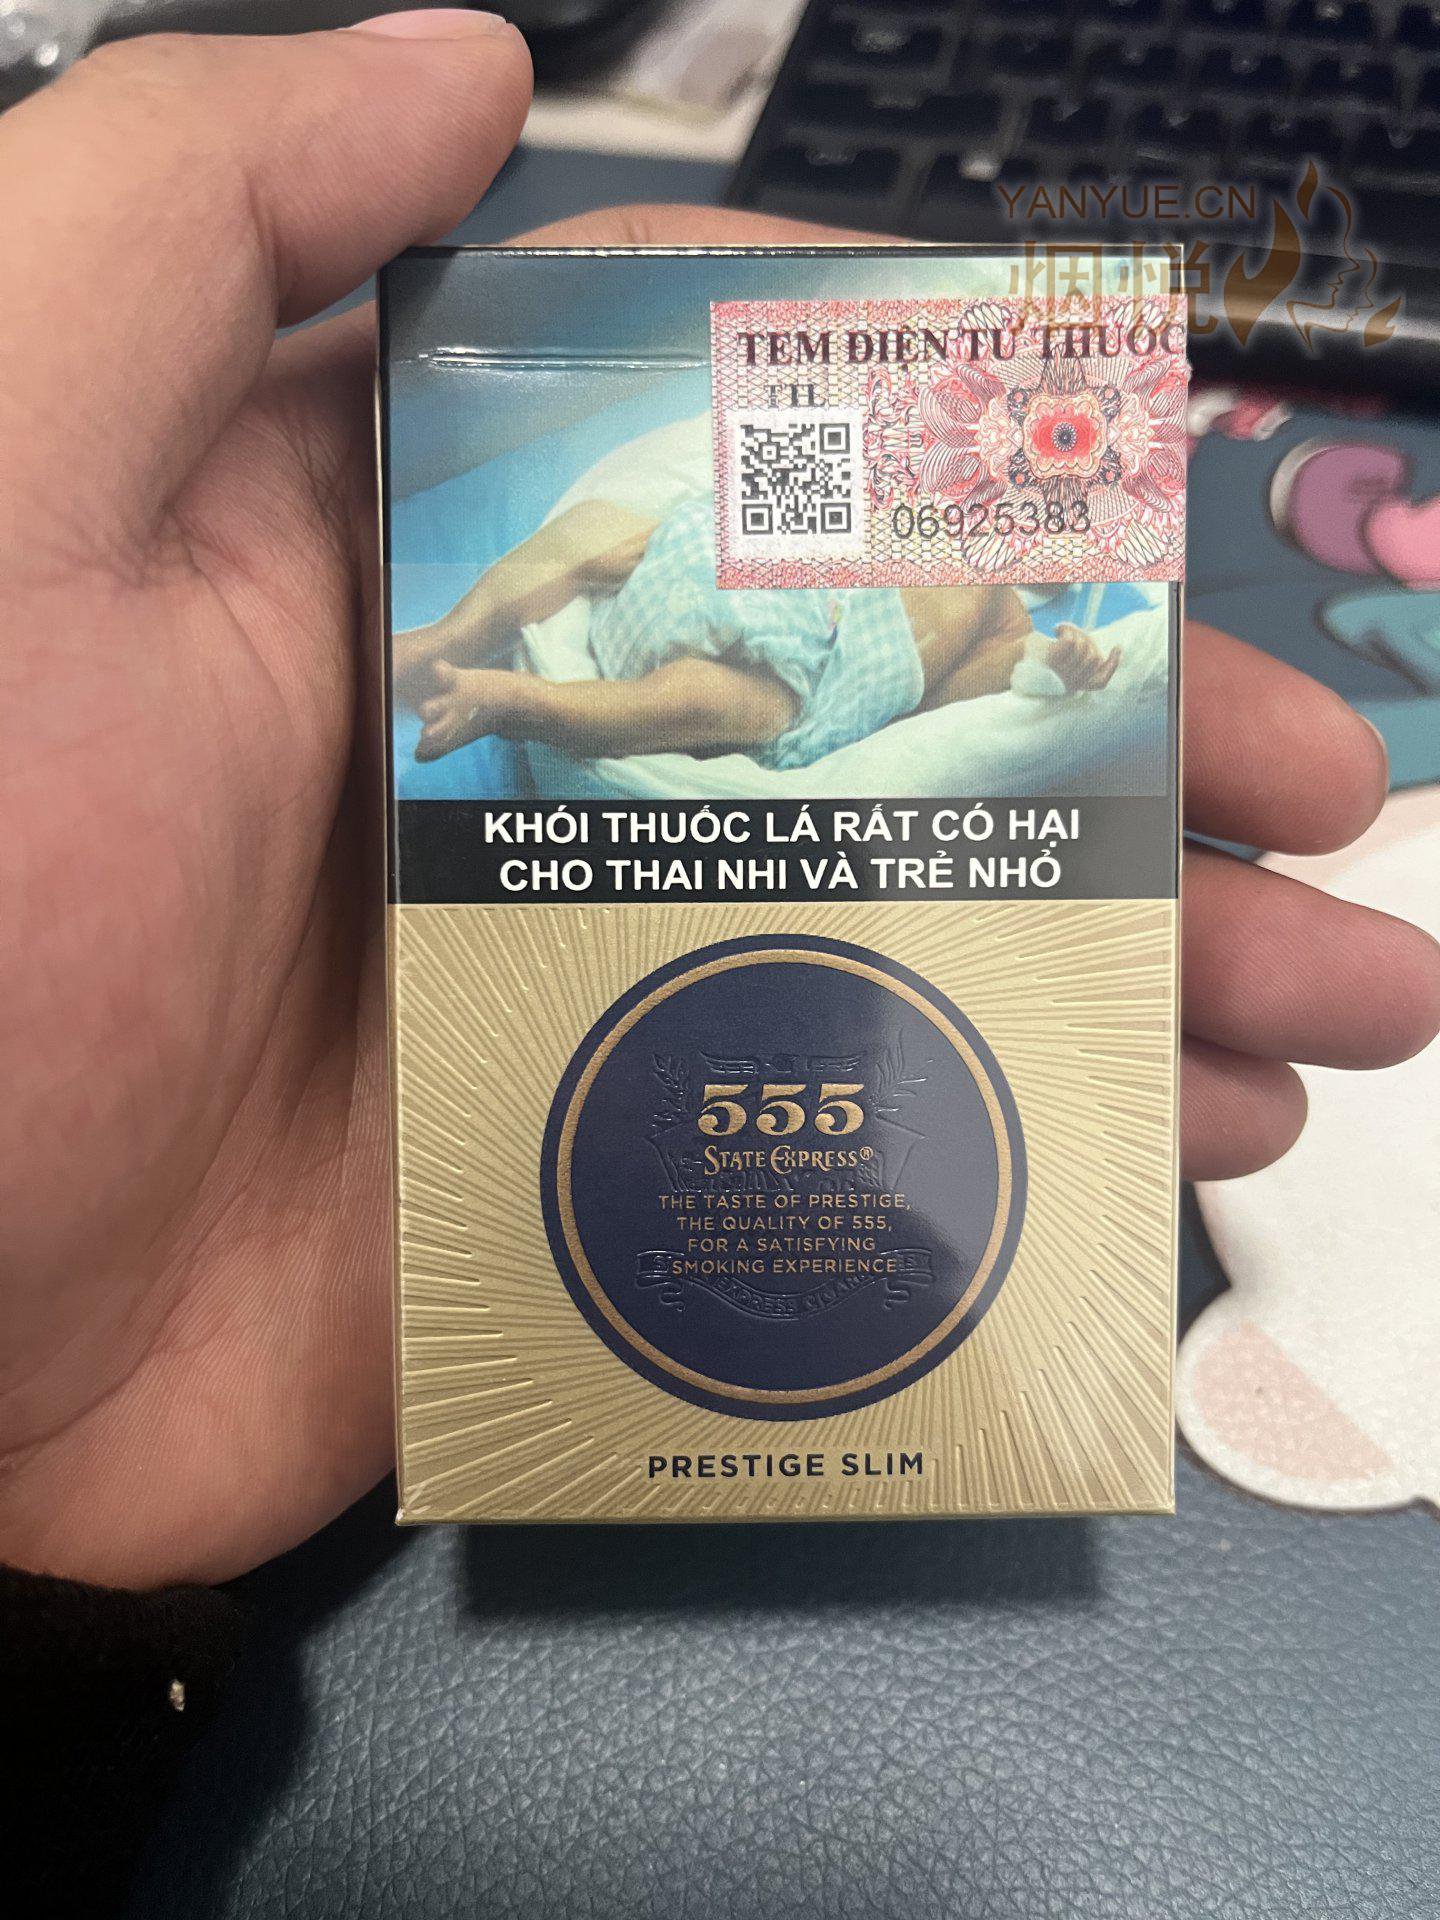 YANYUE.CN
烟悦
TEM ĐIỆN TỬ THUỐC
TIL
06925383
KHÓI THUỐC LÁ RẤT CÓ HẠI
CHO THAI NHI VÀ TRẺ NHỎ
555
STATE EXPRESS®
THE TASTE OF PRESTIGE,
THE QUALITY OF 555,
FOR A SATISFYING
SMOKING EXPERIENCE
PRESTIGE SLIM